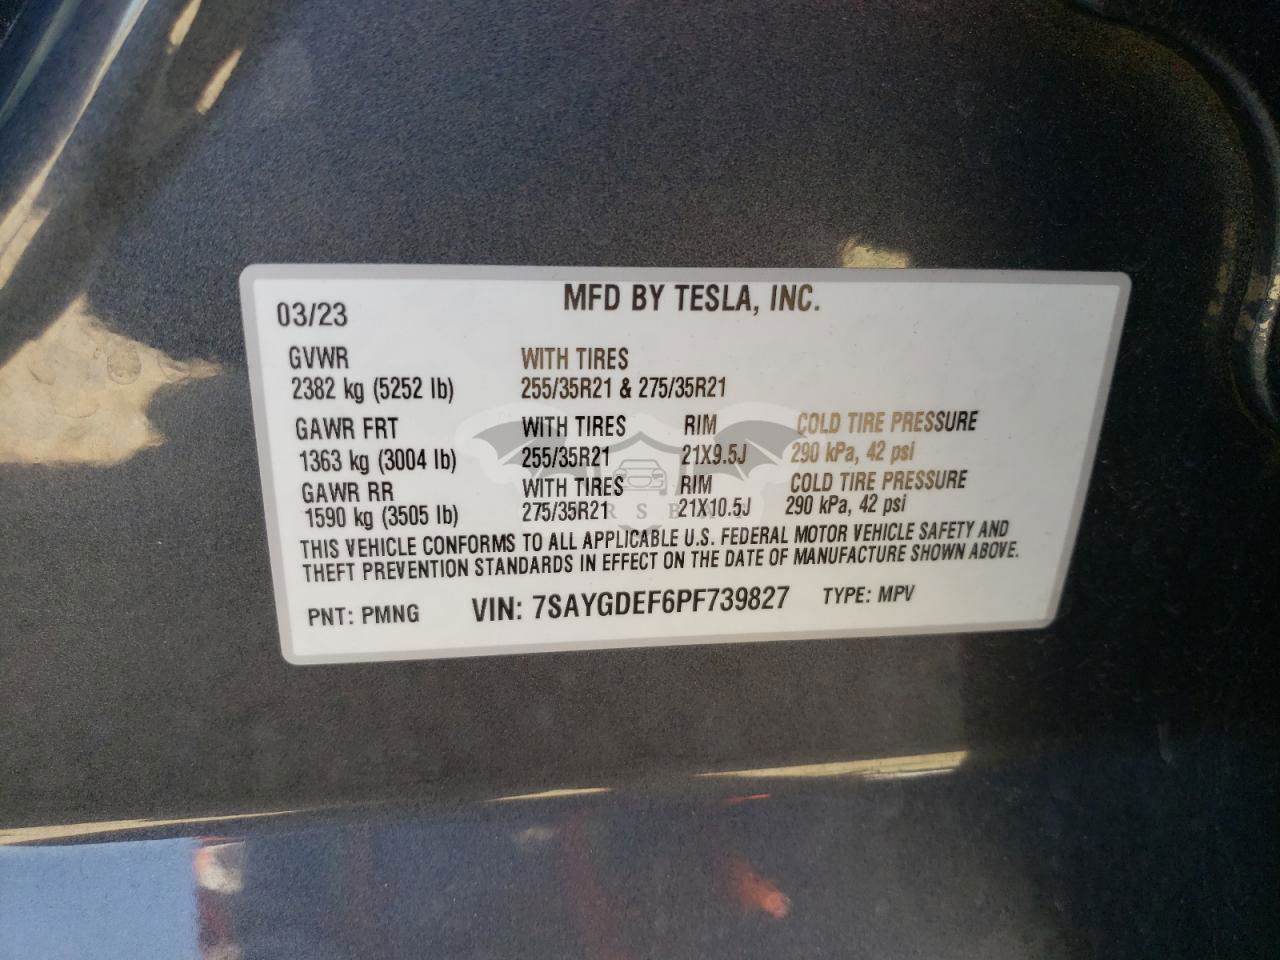 MFD BY TESLA, INC.
03/23
GVWR WITH TIRES
2382 kg (5252 lb) 255/35R21 & 275/35R21
GAWR FRT WITH TIRES RIM COLD TIRE PRESSURE
1363 kg (3004 lb) 255/35R21 21X9.5J 290 kPa, 42 psi
GAWR RR WITH TIRES RIM COLD TIRE PRESSURE
1590 kg (3505 lb) 275/35R21 21X10.5J 290 kPa, 42 psi
THIS VEHICLE CONFORMS TO ALL APPLICABLE U.S. FEDERAL MOTOR VEHICLE SAFETY AND
THEFT PREVENTION STANDARDS IN EFFECT ON THE DATE OF MANUFACTURE SHOWN ABOVE.
PNT: PMNG VIN: 7SAYGDEF6PF739827 TYPE: MPV